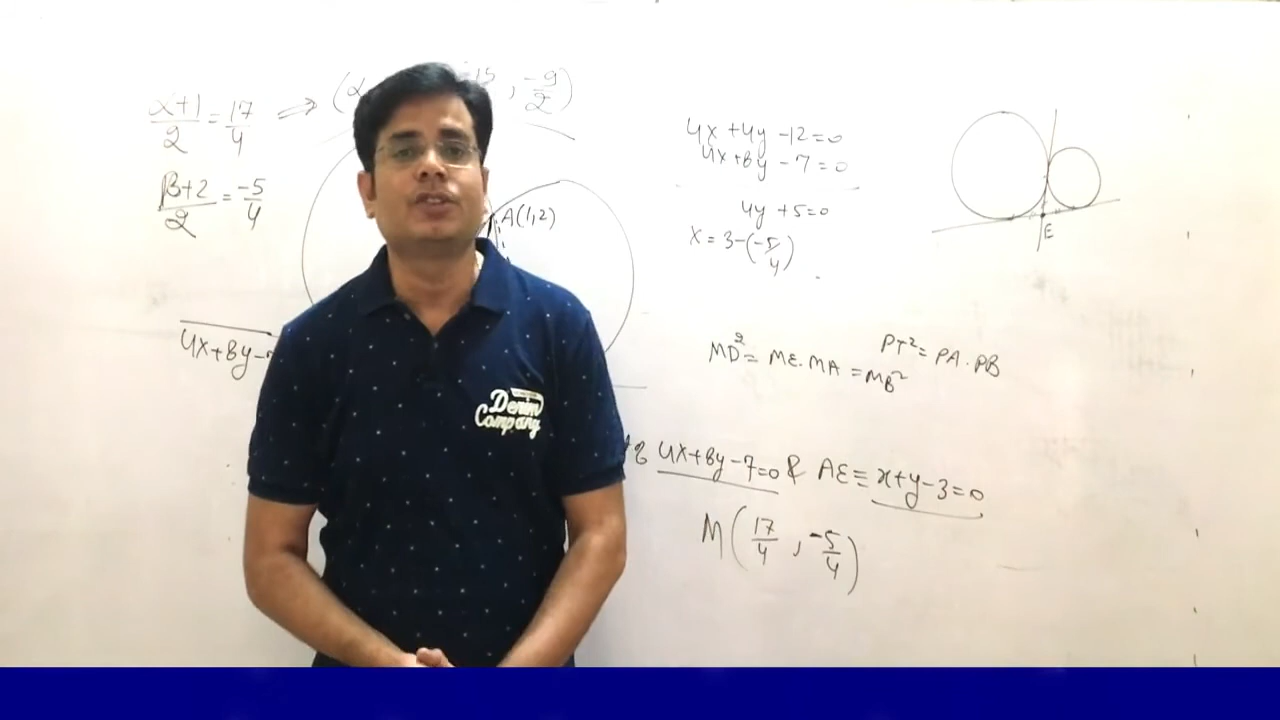 α+1/2 = 17/4 ⇒ (α 15, -9/2)
β+2/2 = -5/4
4x+8y-7
A(1,2)
4x+4y-12=0
4x+8y-7=0
4y+5=0
x=3-(-5/4)
E
MD²=ME.MA=MB²
PT²=PA.PB
4x+8y-7=0 & AE≡x+y-3=0
M(17/4, -5/4)
Denim
Company